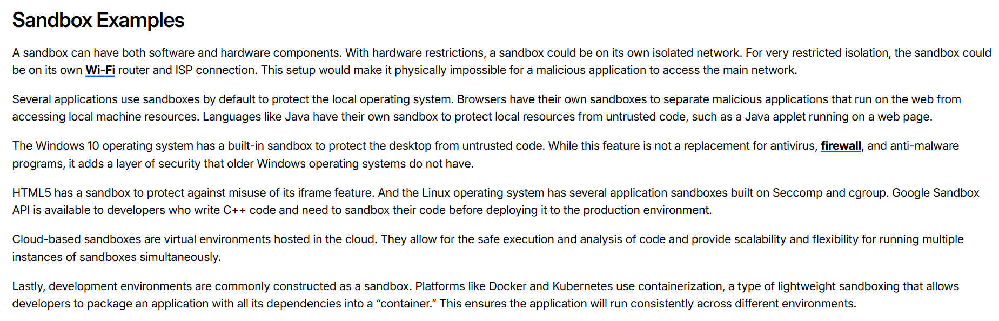 Sandbox Examples
A sandbox can have both software and hardware components. With hardware restrictions, a sandbox could be on its own isolated network. For very restricted isolation, the sandbox could
be on its own Wi-Fi router and ISP connection. This setup would make it physically impossible for a malicious application to access the main network.
Several applications use sandboxes by default to protect the local operating system. Browsers have their own sandboxes to separate malicious applications that run on the web from
accessing local machine resources. Languages like Java have their own sandbox to protect local resources from untrusted code, such as a Java applet running on a web page.
The Windows 10 operating system has a built-in sandbox to protect the desktop from untrusted code. While this feature is not a replacement for antivirus, firewall, and anti-malware
programs, it adds a layer of security that older Windows operating systems do not have.
HTML5 has a sandbox to protect against misuse of its iframe feature. And the Linux operating system has several application sandboxes built on Seccomp and cgroup. Google Sandbox
API is available to developers who write C++ code and need to sandbox their code before deploying it to the production environment.
Cloud-based sandboxes are virtual environments hosted in the cloud. They allow for the safe execution and analysis of code and provide scalability and flexibility for running multiple
instances of sandboxes simultaneously.
Lastly, development environments are commonly constructed as a sandbox. Platforms like Docker and Kubernetes use containerization, a type of lightweight sandboxing that allows
developers to package an application with all its dependencies into a “container.” This ensures the application will run consistently across different environments.